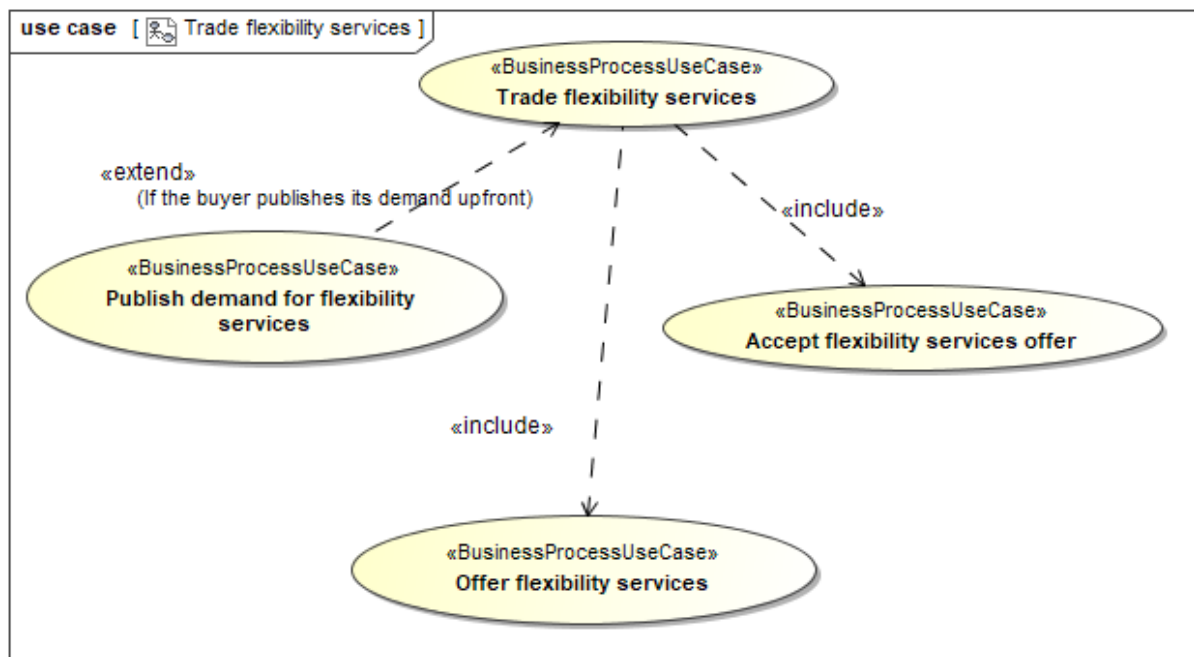 use case [ Trade flexibility services ]
«BusinessProcessUseCase»
Trade flexibility services
«extend»
(If the buyer publishes its demand upfront)
«include»
«BusinessProcessUseCase»
Publish demand for flexibility
services
«BusinessProcessUseCase»
Accept flexibility services offer
«include»
«BusinessProcessUseCase»
Offer flexibility services